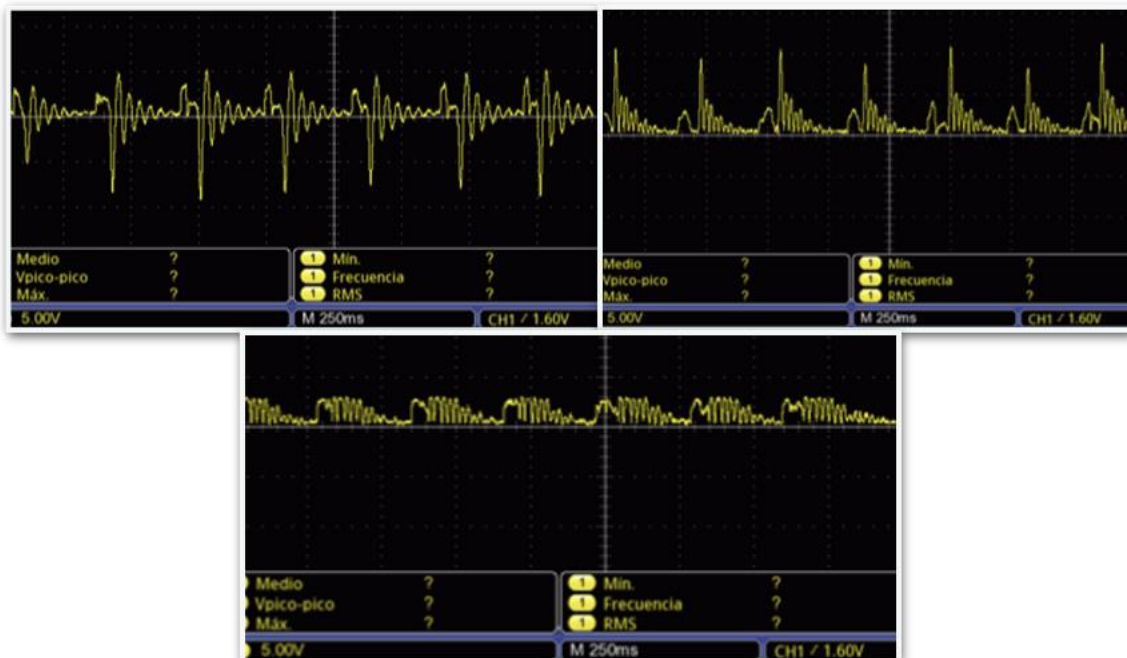 Medio ?
Vpico-pico ?
Máx. ?
1 Mín. ?
1 Frecuencia ?
1 RMS ?
5.00V M 250ms CH1 / 1.60V
Medio ?
Vpico-pico ?
Máx. ?
1 Mín. ?
1 Frecuencia ?
1 RMS ?
5.00V M 250ms CH1 / 1.60V
Medio ?
Vpico-pico ?
Máx. ?
1 Mín. ?
1 Frecuencia ?
1 RMS ?
5.00V M 250ms CH1 / 1.60V